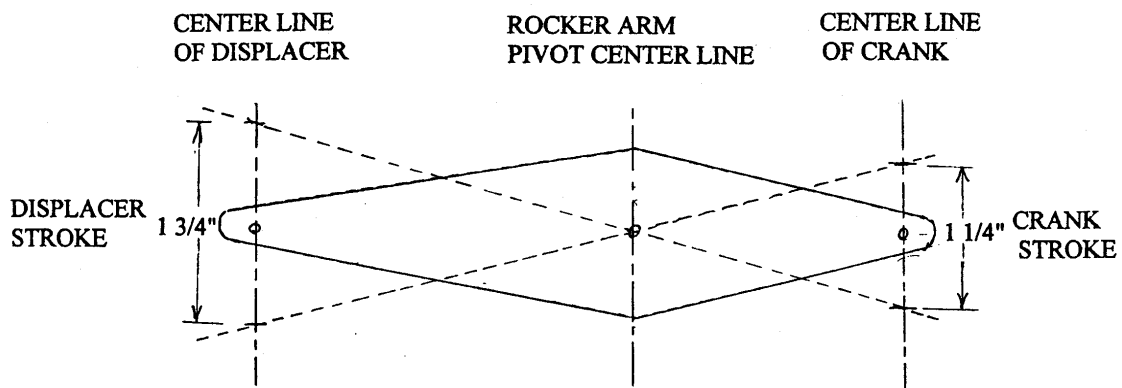 CENTER LINE
OF DISPLACER
ROCKER ARM
PIVOT CENTER LINE
CENTER LINE
OF CRANK
DISPLACER
STROKE
1 3/4"
1 1/4"
CRANK
STROKE